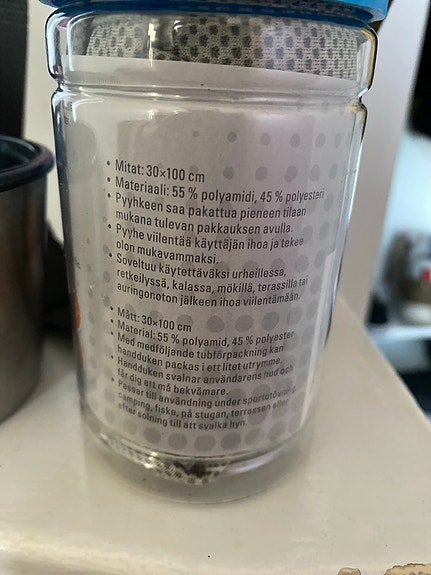 • Mitat: 30×100 cm
• Materiaali: 55 % polyamidi, 45 % polyesteri
• Pyyhkeen saa pakattua pieneen tilaan
mukana tulevan pakkauksen avulla.
• Pyyhe viilentää käyttäjän ihoa ja tekee
olon mukavammaksi.
• Soveltuu käytettäväksi urheillessa,
retkeilyssä, kalassa, mökillä, terassilla tai
auringonoton jälkeen ihoa viilentämään.
• Mått: 30×100 cm
• Material: 55 % polyamid, 45 % polyester
• Med medföljande tubförpackning kan
handduken packas i ett litet utrymme.
• Handduken svalnar användarens hud och
får dig att må bekvämare.
• Passar till användning under sportutövning,
camping, fiske, på stugan, terrassen eller
efter solning till att svalka hyn.